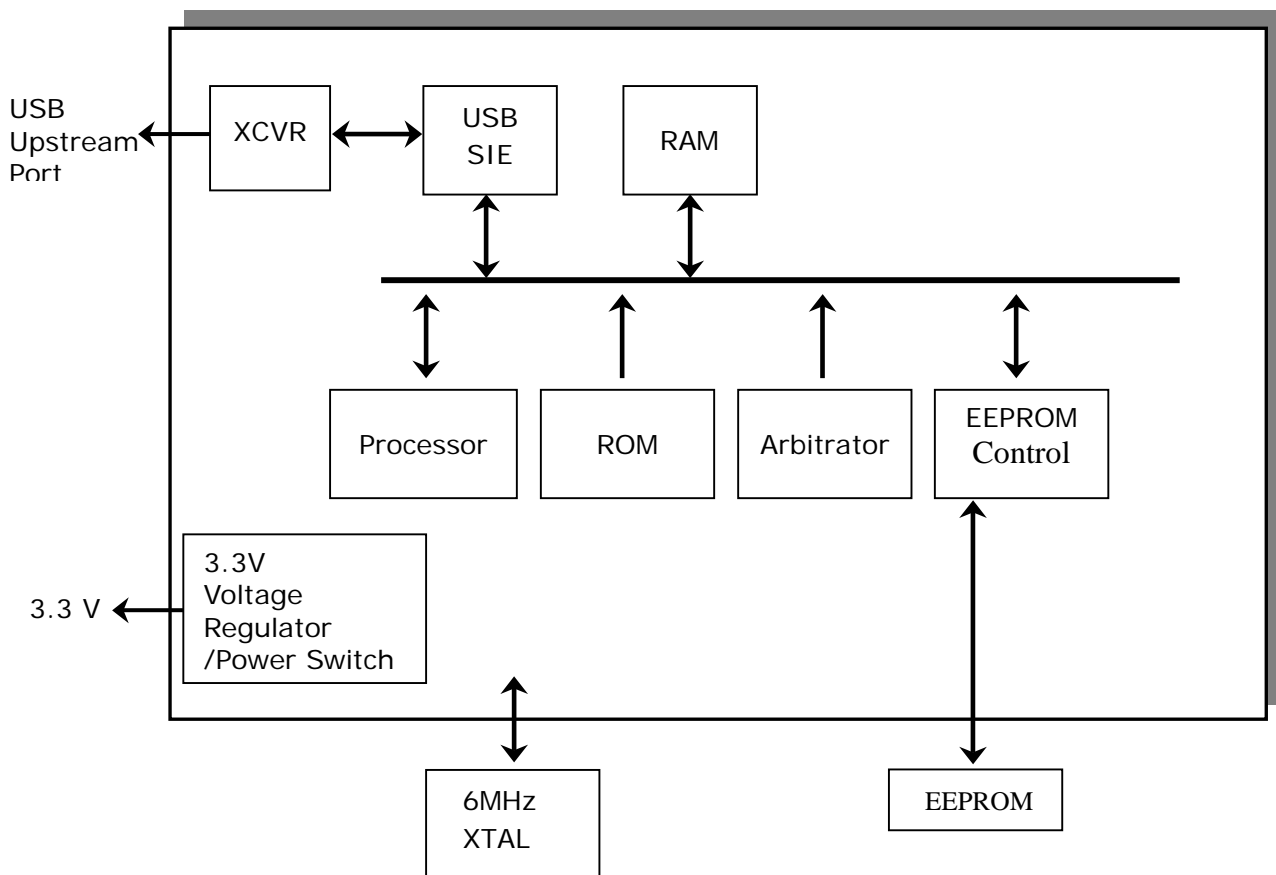 USB
Upstream
Port
XCVR
USB
SIE
RAM
Processor
ROM
Arbitrator
EEPROM
Control
3.3V
Voltage
Regulator
/Power Switch
3.3 V
6MHz
XTAL
EEPROM